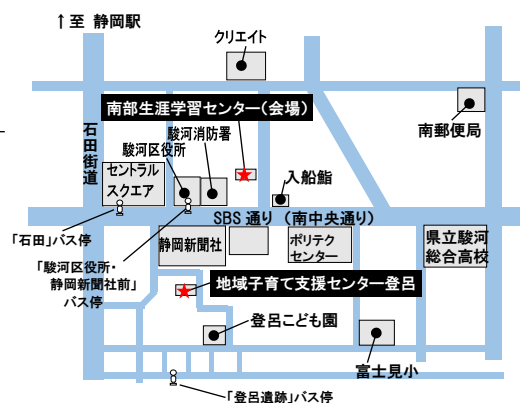 ↑至 静岡駅
クリエイト
南部生涯学習センター(会場)
南郵便局
石田街道
駿河消防署
駿河区役所
セントラル
スクエア
入船鮨
SBS通り (南中央通り)
「石田」バス停
静岡新聞社
ポリテク
センター
県立駿河
総合高校
「駿河区役所・
静岡新聞社前」
バス停
地域子育て支援センター登呂
登呂こども園
富士見小
「登呂遺跡」バス停